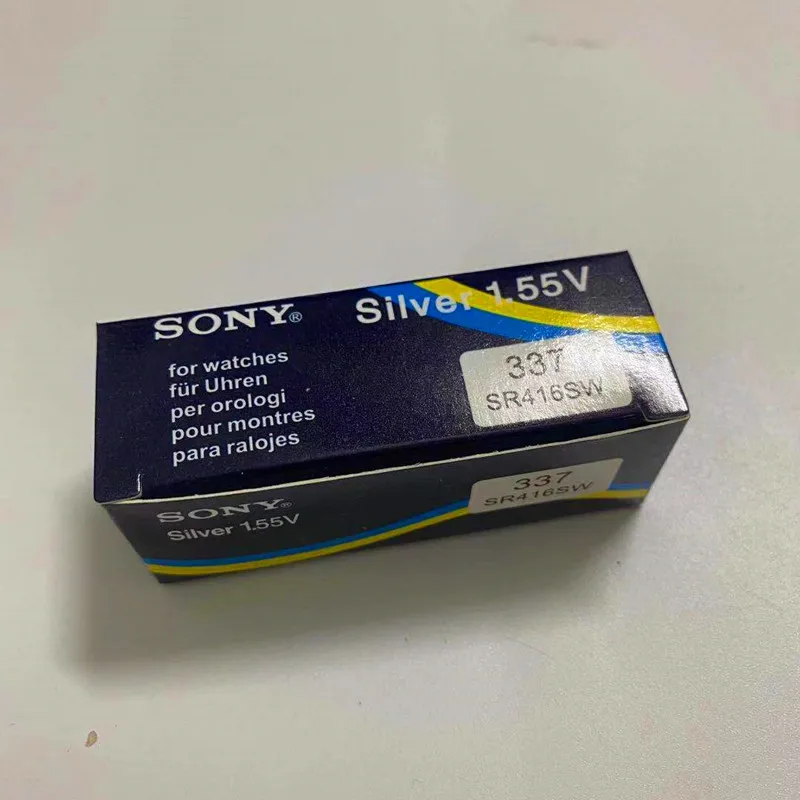 SONY®
Silver 1.55V
for watches
für Uhren
per orologi
pour montres
para ralojes
337
SR416SW
SONY®
Silver 1.55V
337
SR416SW